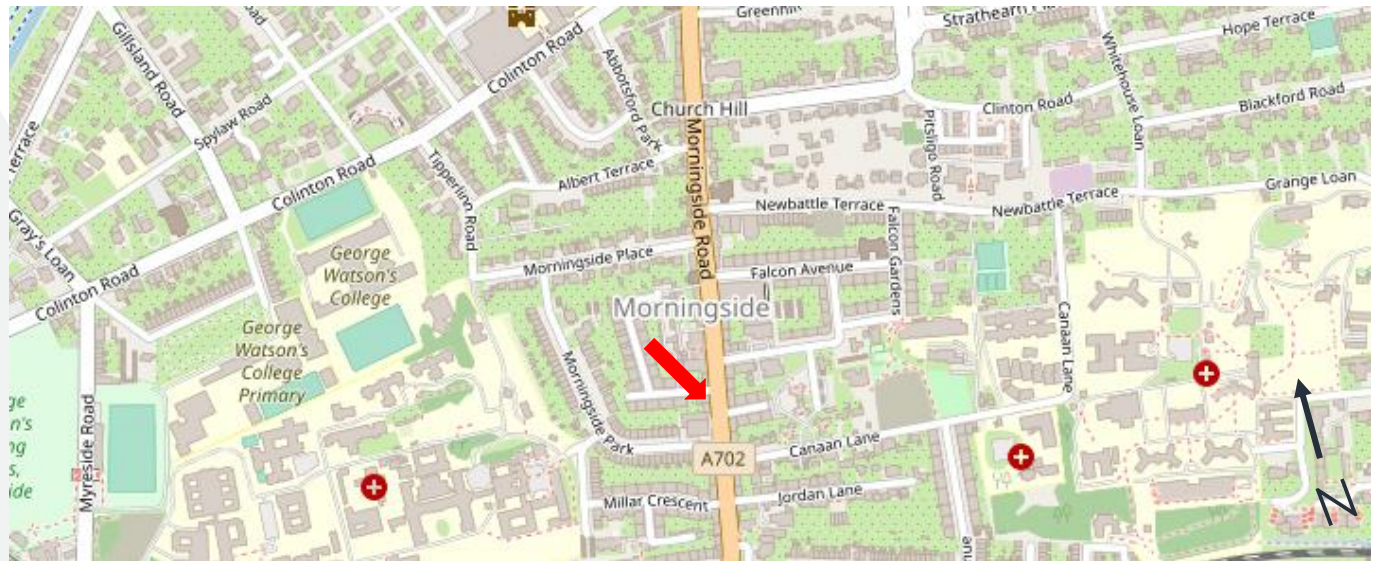 Greenhill
Strathearn
Hope Terrace
Gillsland Road
Colinton Road
Abbotsford Park
Whitehouse Loan
Church Hill
Clinton Road
Blackford Road
Spylaw Road
Terrace
Colinton Road
Tipperlinn Road
Albert Terrace
Morningside Road
Pitsligo Road
Newbattle Terrace
Newbattle Terrace
Grange Loan
Gray's Loan
George
Watson's
College
Morningside Place
Falcon Avenue
Falcon Gardens
Colinton Road
Morningside
George
Watson's
College
Primary
Morningside Park
Canaan Lane
Myreside Road
Canaan Lane
A702
Millar Crescent
Jordan Lane
N